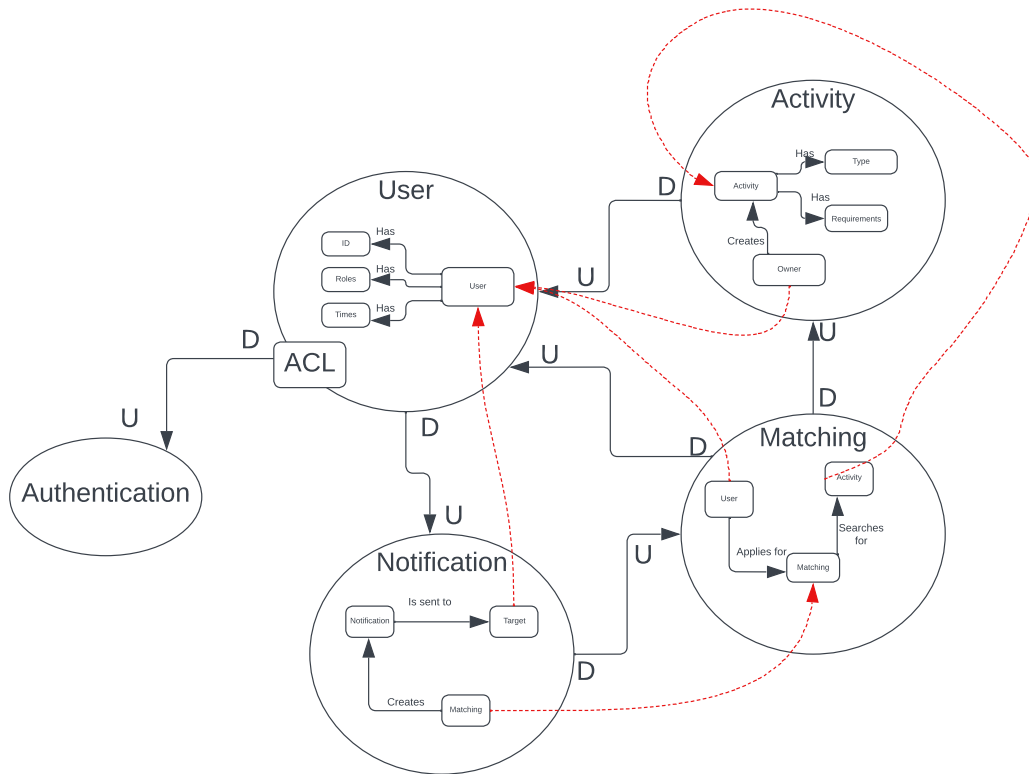 Activity
Has
Type
D
Activity
Has
Requirements
Creates
Owner
User
Has
ID
Has
Roles
User
Has
Times
U
D
ACL
U
U
D
U
D
Authentication
D
U
Matching
D
Activity
User
Searches
for
Applies for
Matching
U
Notification
Is sent to
Notification
Target
D
Creates
Matching